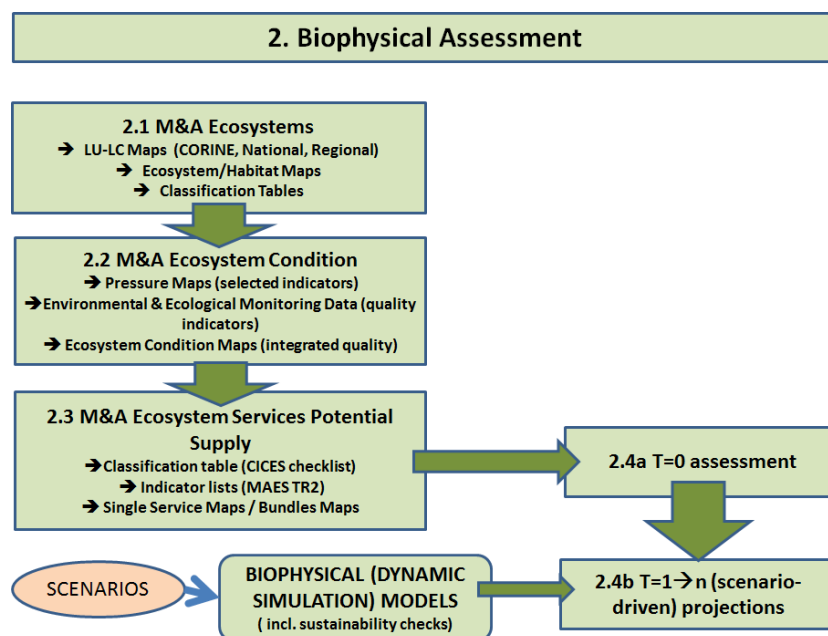 2. Biophysical Assessment
2.1 M&A Ecosystems
➔ LU-LC Maps (CORINE, National, Regional)
➔ Ecosystem/Habitat Maps
➔ Classification Tables
2.2 M&A Ecosystem Condition
➔ Pressure Maps (selected indicators)
➔Environmental & Ecological Monitoring Data (quality
indicators)
➔ Ecosystem Condition Maps (integrated quality)
2.3 M&A Ecosystem Services Potential
Supply
➔Classification table (CICES checklist)
➔ Indicator lists (MAES TR2)
➔ Single Service Maps / Bundles Maps
2.4a T=0 assessment
SCENARIOS
BIOPHYSICAL (DYNAMIC
SIMULATION) MODELS
( incl. sustainability checks)
2.4b T=1→n (scenario-
driven) projections